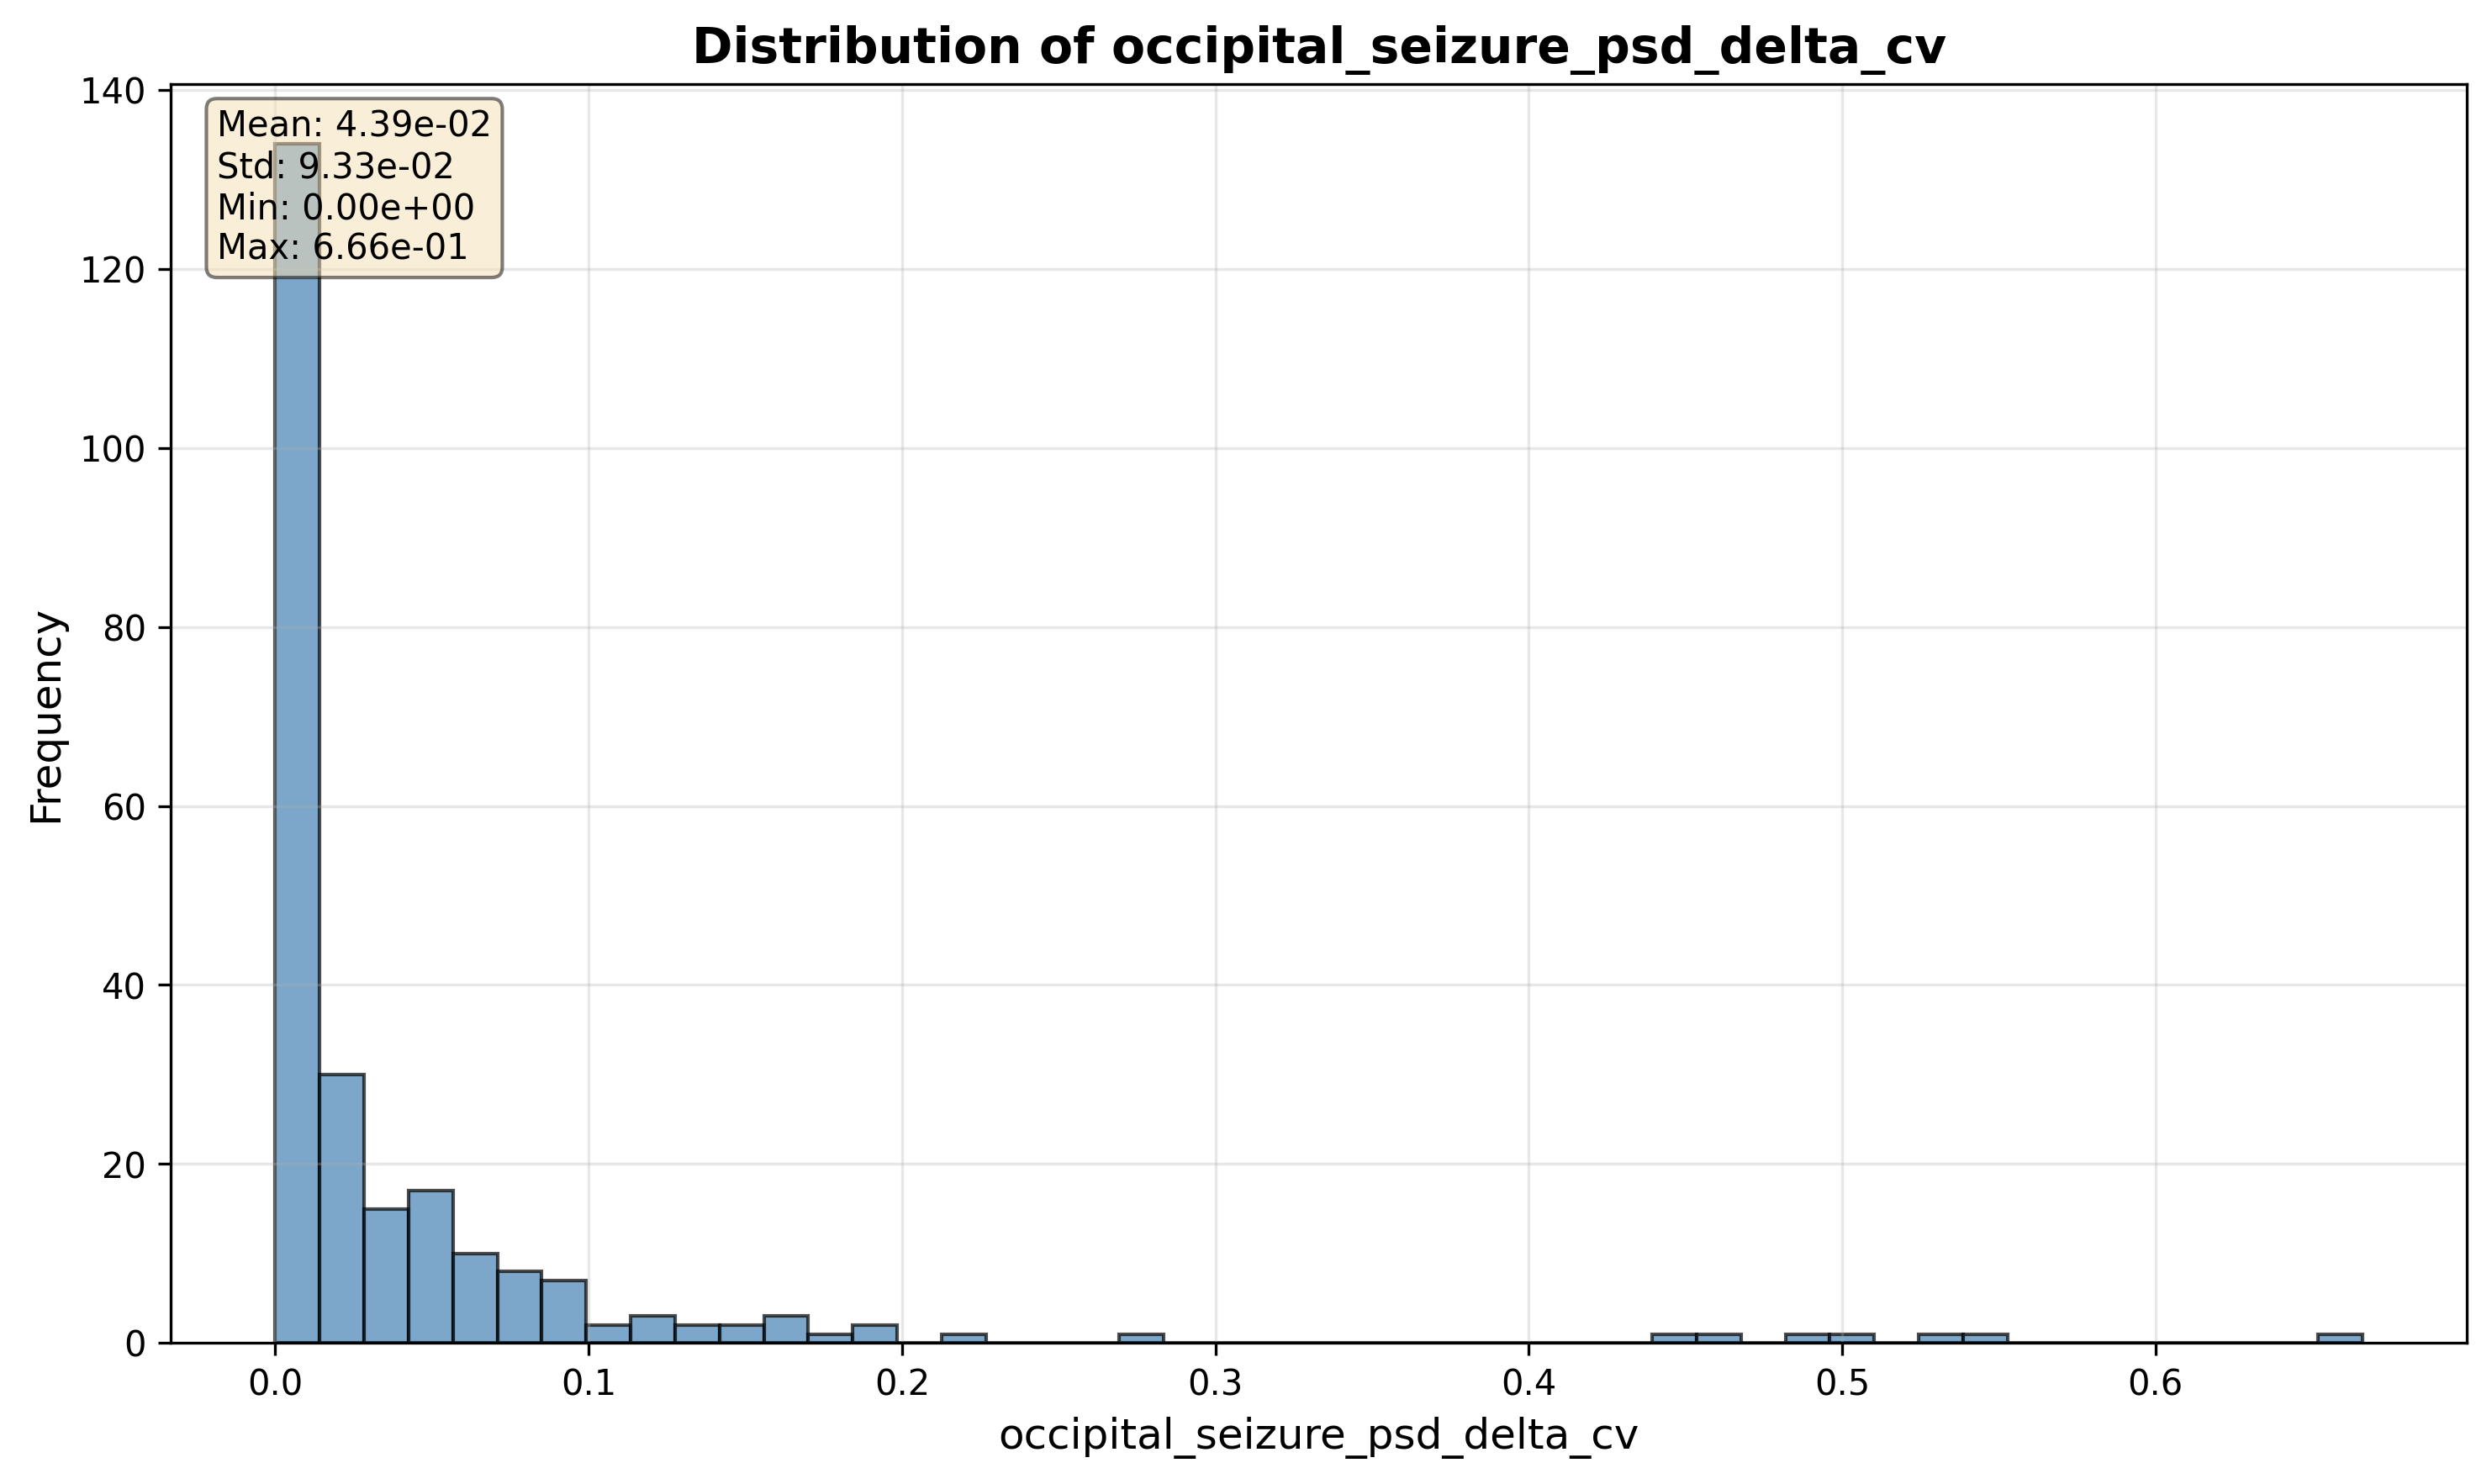 Distribution of occipital_seizure_psd_delta_cv
140
120
100
80
60
40
20
0
Frequency
Mean: 4.39e-02
Std: 9.33e-02
Min: 0.00e+00
Max: 6.66e-01
0.0 0.1 0.2 0.3 0.4 0.5 0.6
occipital_seizure_psd_delta_cv